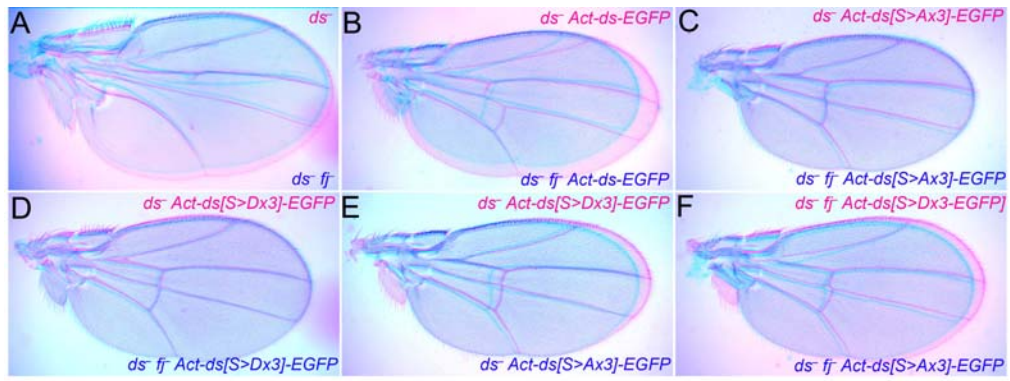 A
ds⁻
ds⁻ fj⁻
B
ds⁻ Act-ds-EGFP
ds⁻ fj⁻ Act-ds-EGFP
C
ds⁻ Act-ds[S>Ax3]-EGFP
ds⁻ fj⁻ Act-ds[S>Ax3]-EGFP
D
ds⁻ Act-ds[S>Dx3]-EGFP
ds⁻ fj⁻ Act-ds[S>Dx3]-EGFP
E
ds⁻ Act-ds[S>Dx3]-EGFP
ds⁻ Act-ds[S>Ax3]-EGFP
F
ds⁻ fj⁻ Act-ds[S>Dx3-EGFP]
ds⁻ fj⁻ Act-ds[S>Ax3]-EGFP